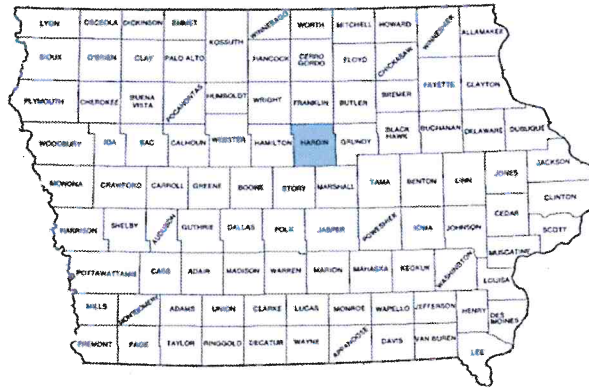 LYON OSCEOLA DICKINSON EMMET WINNEBAGO WORTH MITCHELL HOWARD WINNESHIEK ALLAMAKEE
KOSSUTH
SIOUX O'BRIEN CLAY PALO ALTO HANCOCK CERRO GORDO FLOYD CHICKASAW
FAYETTE CLAYTON
PLYMOUTH CHEROKEE BUENA VISTA POCAHONTAS HUMBOLDT WRIGHT FRANKLIN BUTLER BREMER
WOODBURY IDA SAC CALHOUN WEBSTER HAMILTON HARDIN GRUNDY BLACK HAWK BUCHANAN DELAWARE DUBUQUE
JACKSON
MONONA CRAWFORD CARROLL GREENE BOONE STORY MARSHALL TAMA BENTON LINN JONES
CLINTON
CEDAR
HARRISON SHELBY AUDUBON GUTHRIE DALLAS POLK JASPER POWESHIEK IOWA JOHNSON SCOTT
MUSCATINE
POTTAWATTAMIE CASS ADAIR MADISON WARREN MARION MAHASKA KEOKUK WASHINGTON LOUISA
MILLS MONTGOMERY ADAMS UNION CLARKE LUCAS MONROE WAPELLO JEFFERSON HENRY DES MOINES
FREMONT PAGE TAYLOR RINGGOLD DECATUR WAYNE APPANOOSE DAVIS VAN BUREN
LEE